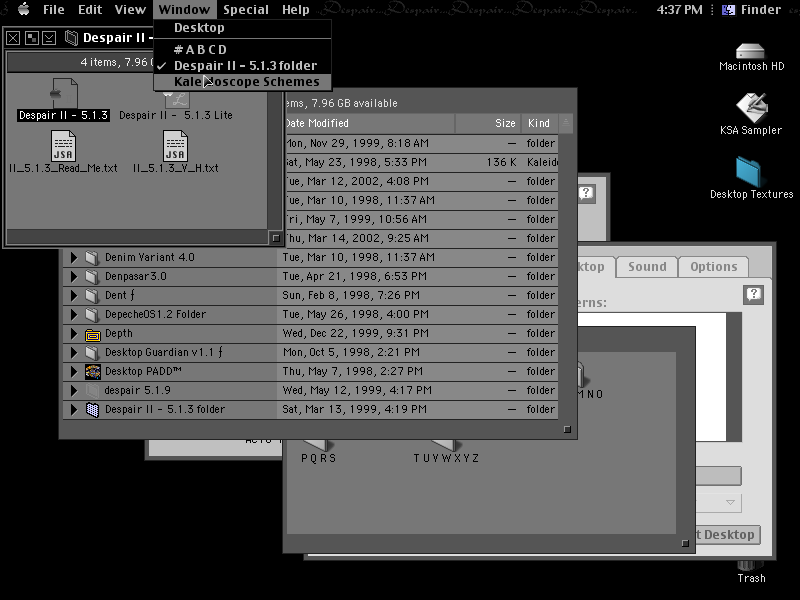 File Edit View Window Special Help 4:37 PM Finder
Desktop
# A B C D
✓ Despair II - 5.1.3 folder
Kaleidoscope Schemes
Despair II -
4 items, 7.96
Despair II - 5.1.3
Despair II - 5.1.3 Lite
II_5.1.3_Read_Me.txt
II_5.1.3_V_H.txt
JSA
JSA
ems, 7.96 GB available
Date Modified Size Kind
Mon, Nov 29, 1999, 8:18 AM — folder
Sat, May 23, 1998, 5:33 PM 136 K Kaleid
Tue, Mar 12, 2002, 4:08 PM — folder
Tue, Mar 10, 1998, 11:37 AM — folder
Fri, May 7, 1999, 10:56 AM — folder
Thu, Mar 14, 2002, 9:25 AM — folder
Denim Variant 4.0 Tue, Mar 10, 1998, 11:37 AM — folder
Denpasar3.0 Tue, Apr 21, 1998, 6:53 PM — folder
Dent ƒ Sun, Feb 8, 1998, 7:26 PM — folder
DepecheOS1.2 Folder Tue, May 26, 1998, 4:00 PM — folder
Depth Wed, Dec 22, 1999, 9:31 PM — folder
Desktop Guardian v1.1 ƒ Mon, Oct 5, 1998, 2:21 PM — folder
Desktop PADD™ Thu, May 7, 1998, 2:27 PM — folder
despair 5.1.9 Wed, May 12, 1999, 4:17 PM — folder
Despair II - 5.1.3 folder Sat, Mar 13, 1999, 4:19 PM — folder
P Q R S
T U V W X Y Z
M N O
ktop Sound Options
erns:
t Desktop
Macintosh HD
KSA Sampler
Desktop Textures
Trash